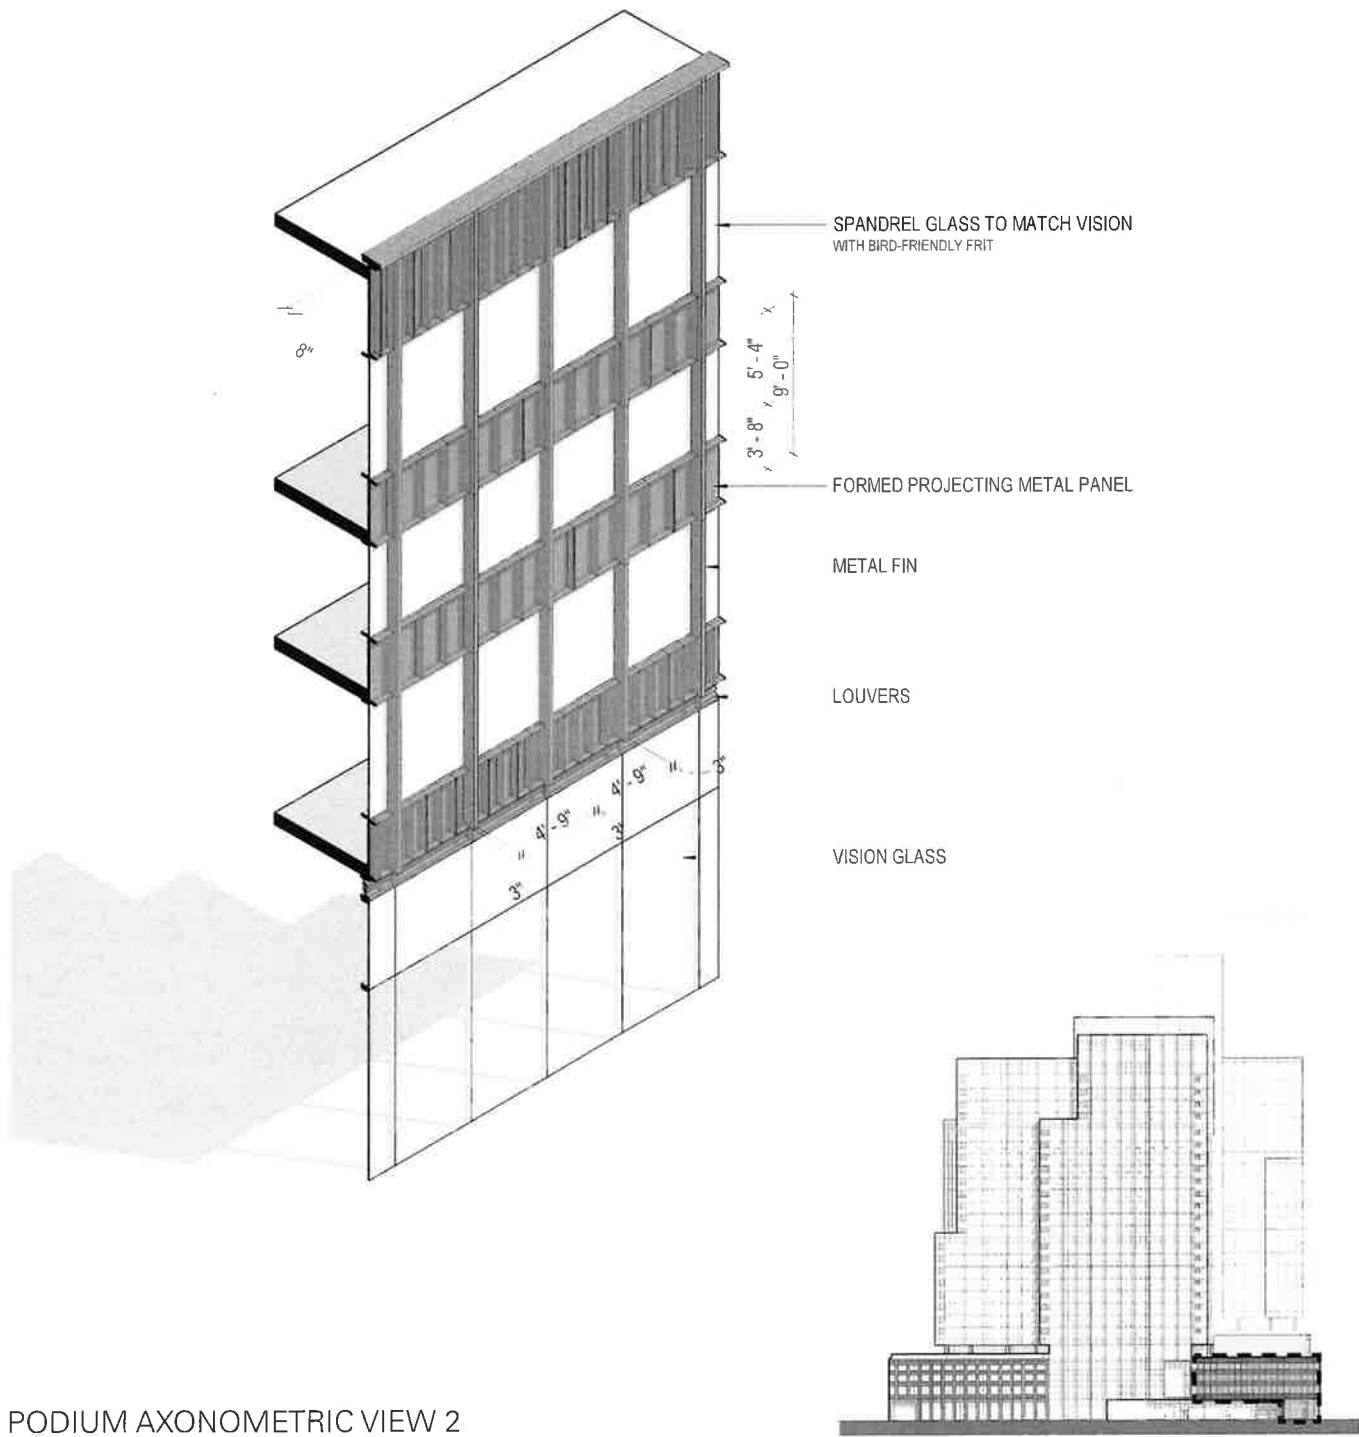 SPANDREL GLASS TO MATCH VISION
WITH BIRD-FRIENDLY FRIT
8"
5'-4"
9'-0"
3'-8"
FORMED PROJECTING METAL PANEL
METAL FIN
LOUVERS
3"
4'-9"
4'-9"
3"
VISION GLASS
3"
PODIUM AXONOMETRIC VIEW 2